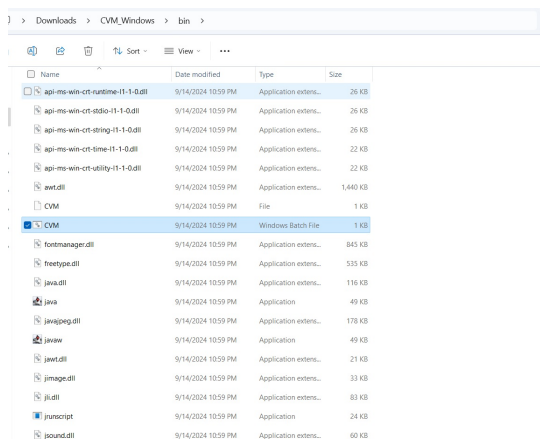 > Downloads > CVM_Windows > bin >
Sort View ...
Name Date modified Type Size
api-ms-win-crt-runtime-l1-1-0.dll 9/14/2024 10:59 PM Application extens... 26 KB
api-ms-win-crt-stdio-l1-1-0.dll 9/14/2024 10:59 PM Application extens... 26 KB
api-ms-win-crt-string-l1-1-0.dll 9/14/2024 10:59 PM Application extens... 26 KB
api-ms-win-crt-time-l1-1-0.dll 9/14/2024 10:59 PM Application extens... 22 KB
api-ms-win-crt-utility-l1-1-0.dll 9/14/2024 10:59 PM Application extens... 22 KB
awt.dll 9/14/2024 10:59 PM Application extens... 1,440 KB
CVM 9/14/2024 10:59 PM File 1 KB
CVM 9/14/2024 10:59 PM Windows Batch File 1 KB
fontmanager.dll 9/14/2024 10:59 PM Application extens... 845 KB
freetype.dll 9/14/2024 10:59 PM Application extens... 535 KB
java.dll 9/14/2024 10:59 PM Application extens... 116 KB
java 9/14/2024 10:59 PM Application 49 KB
javajpeg.dll 9/14/2024 10:59 PM Application extens... 178 KB
javaw 9/14/2024 10:59 PM Application 49 KB
jawt.dll 9/14/2024 10:59 PM Application extens... 21 KB
jimage.dll 9/14/2024 10:59 PM Application extens... 33 KB
jli.dll 9/14/2024 10:59 PM Application extens... 83 KB
jrunscript 9/14/2024 10:59 PM Application 24 KB
jsound.dll 9/14/2024 10:59 PM Application extens... 60 KB